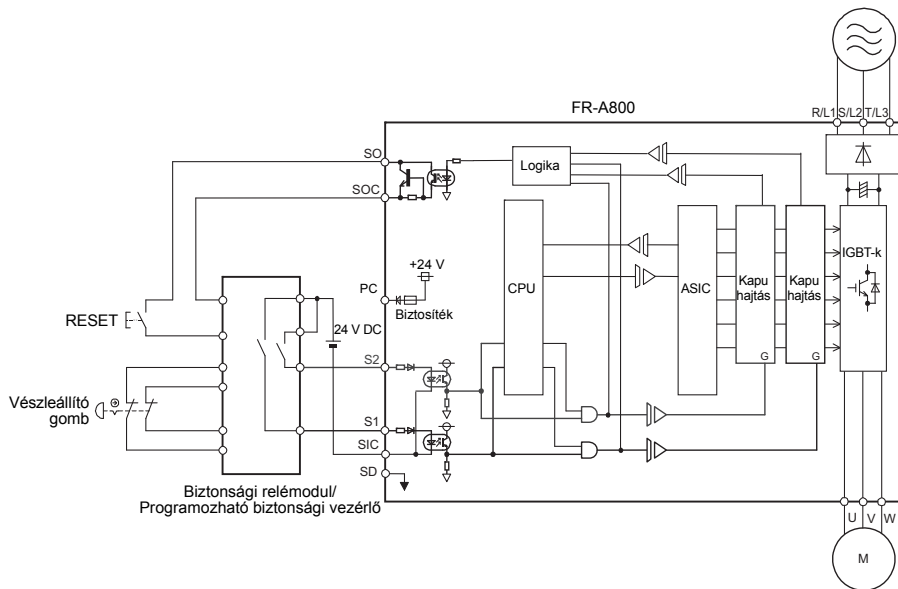 FR-A800
R/L1 S/L2 T/L3
SO
SOC
Logika
+24 V
PC
Biztosíték
CPU
ASIC
Kapu
hajtás
G
Kapu
hajtás
G
IGBT-k
RESET
24 V DC
S2
Vészleállító
gomb
S1
SIC
SD
Biztonsági relémodul/
Programozható biztonsági vezérlő
U V W
M